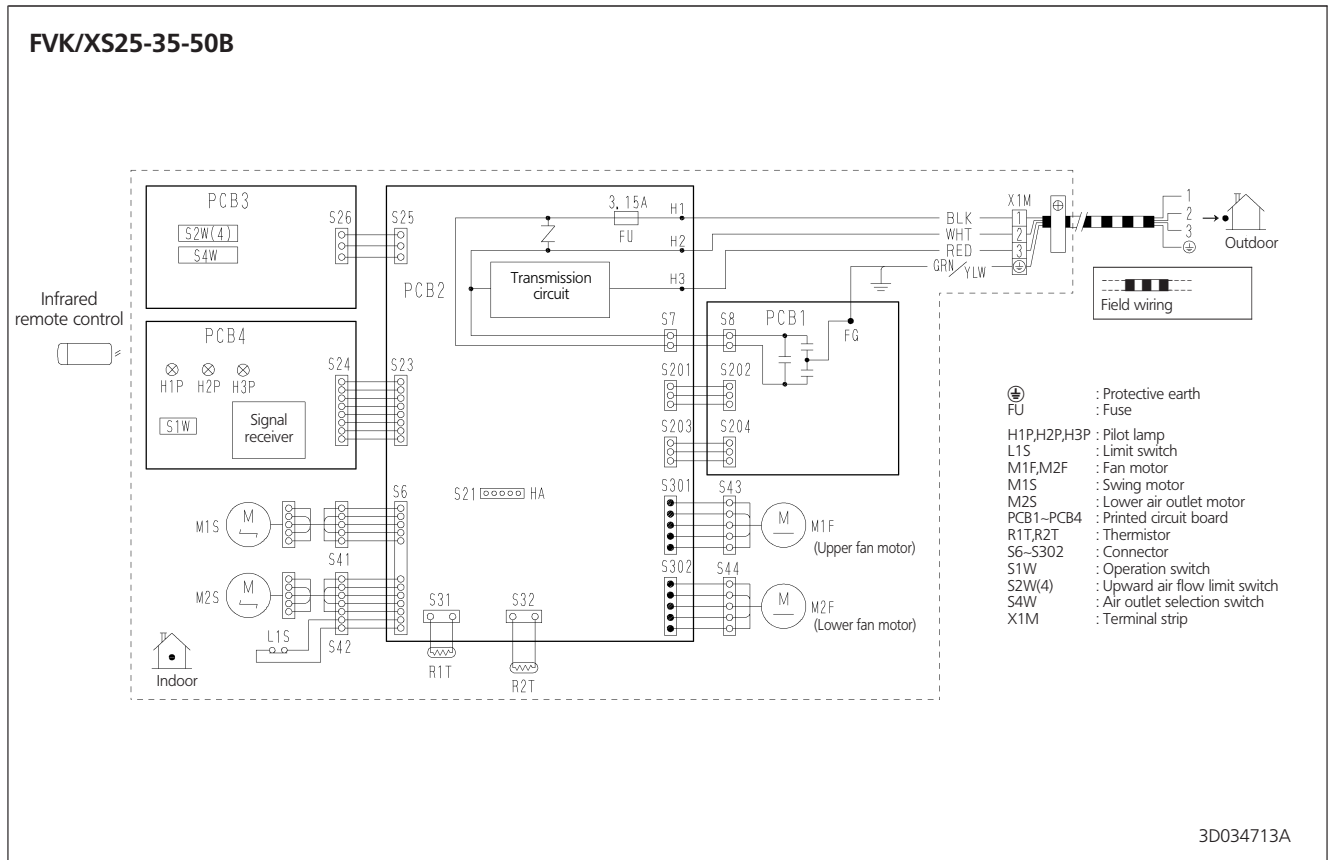 FVK/XS25-35-50B
PCB3
S2W(4)
S4W
S26
S25
3.15A
FU
H1
H2
H3
PCB2
Transmission
circuit
BLK
WHT
RED
GRN/YLW
X1M
1
2
3
1
2
3
Outdoor
Field wiring
Infrared
remote control
PCB4
H1P H2P H3P
S1W
Signal
receiver
S24
S23
S7
S8
PCB1
FG
S201
S202
S203
S204
S21
HA
S6
S301
S43
M1S
M
S41
M
M1F
(Upper fan motor)
S302
S44
M2S
M
S42
L1S
M
M2F
(Lower fan motor)
S31
S32
R1T
R2T
Indoor
: Protective earth
FU : Fuse
H1P,H2P,H3P : Pilot lamp
L1S : Limit switch
M1F,M2F : Fan motor
M1S : Swing motor
M2S : Lower air outlet motor
PCB1~PCB4 : Printed circuit board
R1T,R2T : Thermistor
S6~S302 : Connector
S1W : Operation switch
S2W(4) : Upward air flow limit switch
S4W : Air outlet selection switch
X1M : Terminal strip
3D034713A